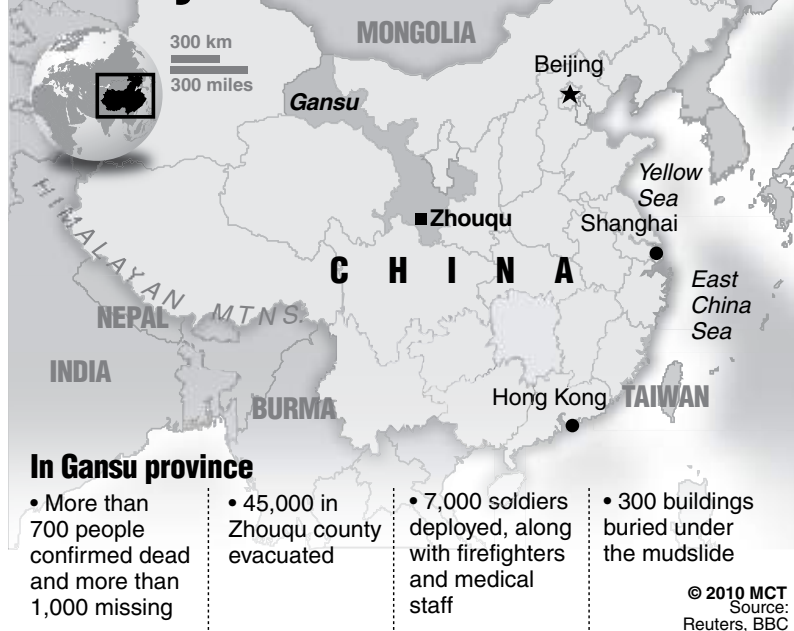 MONGOLIA
300 km
300 miles
Beijing
Gansu
Yellow
Sea
Zhouqu
Shanghai
HIMALAYAN MTNS.
CHINA
East
China
Sea
NEPAL
INDIA
BURMA
Hong Kong
TAIWAN
In Gansu province
• More than
700 people
confirmed dead
and more than
1,000 missing
• 45,000 in
Zhouqu county
evacuated
• 7,000 soldiers
deployed, along
with firefighters
and medical
staff
• 300 buildings
buried under
the mudslide
© 2010 MCT
Source:
Reuters, BBC